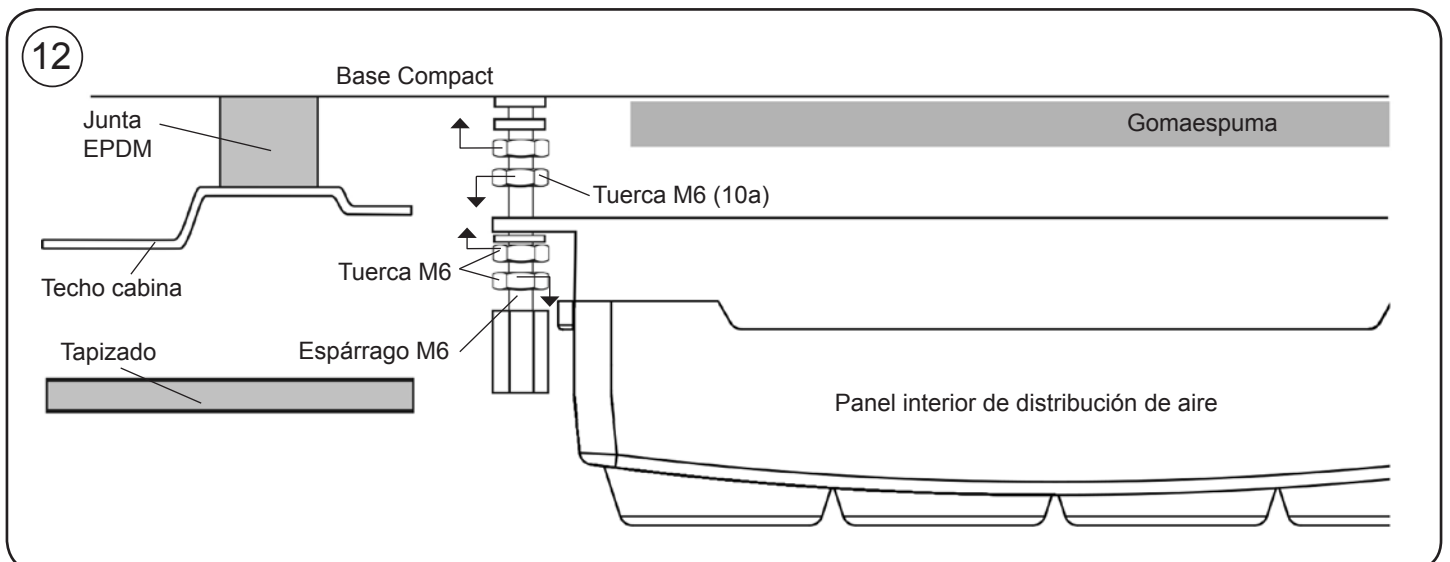 12
Base Compact
Junta
EPDM
Gomaespuma
Tuerca M6 (10a)
Tuerca M6
Techo cabina
Tapizado
Espárrago M6
Panel interior de distribución de aire